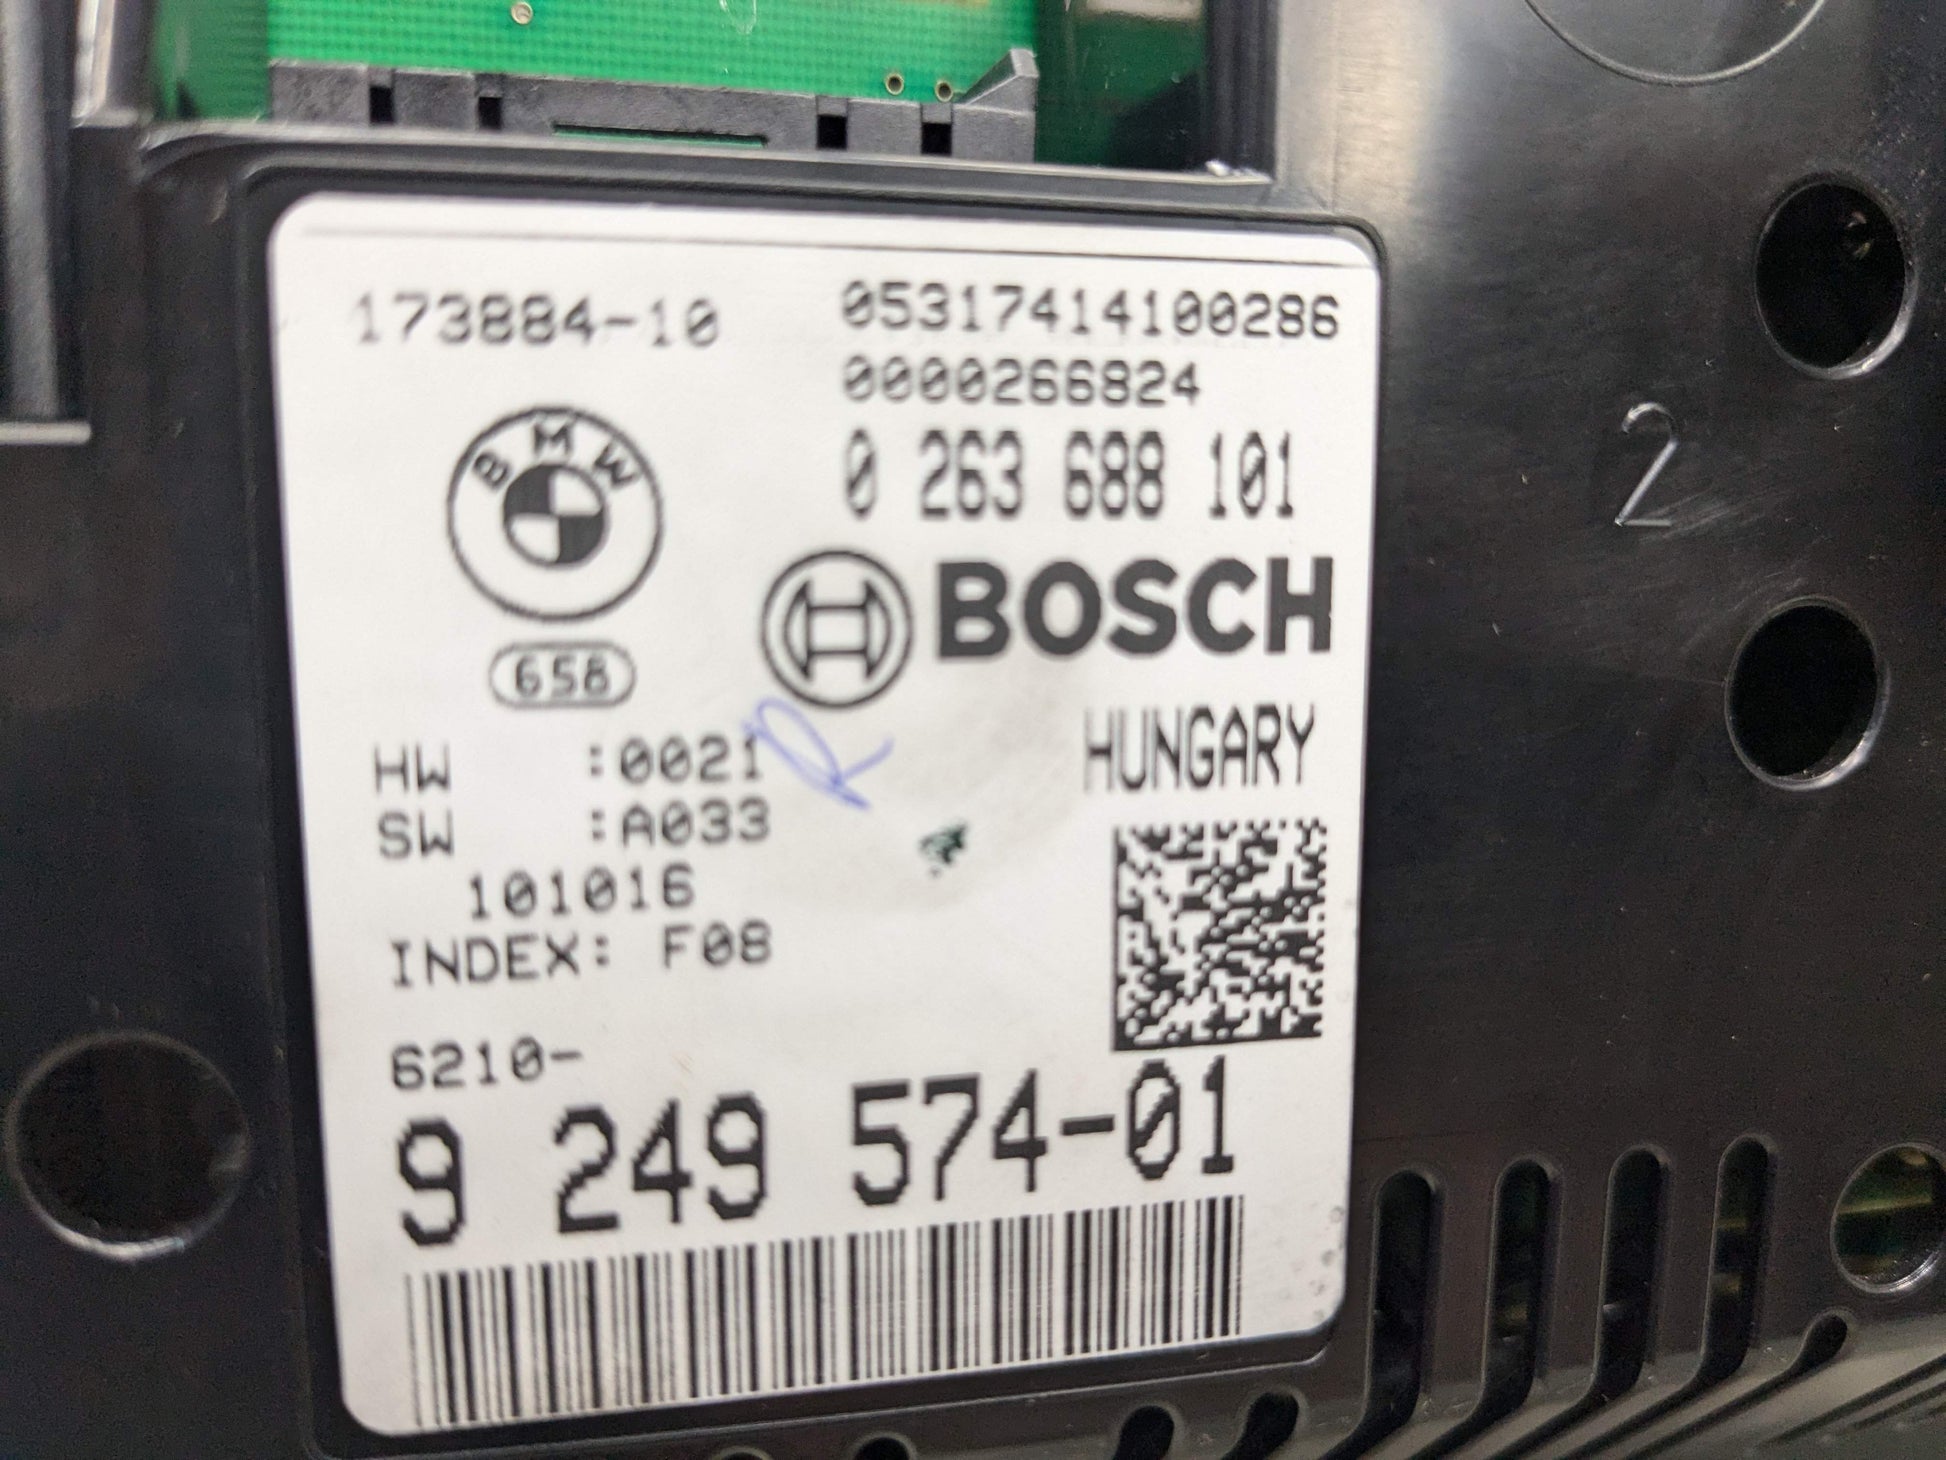 173884-10
05317414100286
0000266824
0 263 688 101
BMW
BOSCH
658
HUNGARY
HW :0021
R
SW :A033
101016
INDEX: F08
6210-
9 249 574-01
2